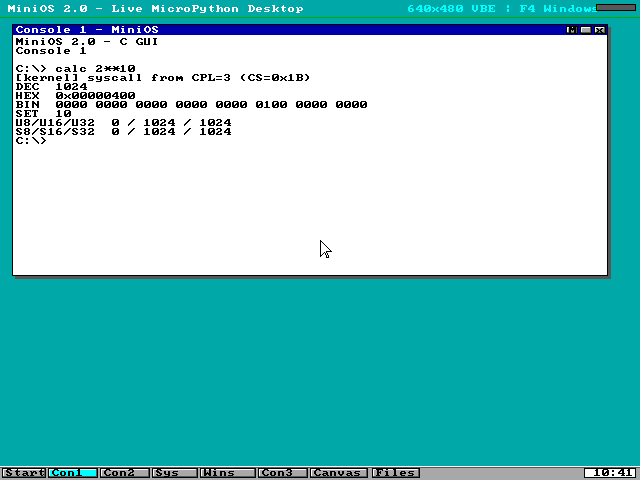 MiniOS 2.0 - Live MicroPython Desktop
640x480 VBE | F4 Windows
Console 1 - MiniOS
M
MiniOS 2.0 - C GUI
Console 1
C:\> calc 2**10
[kernel] syscall from CPL=3 (CS=0x1B)
DEC 1024
HEX 0x00000400
BIN 0000 0000 0000 0000 0000 0100 0000 0000
SET 10
U8/U16/U32 0 / 1024 / 1024
S8/S16/S32 0 / 1024 / 1024
C:\>
Start Con1 Con2 Sys Wins Con3 Canvas Files 10:41